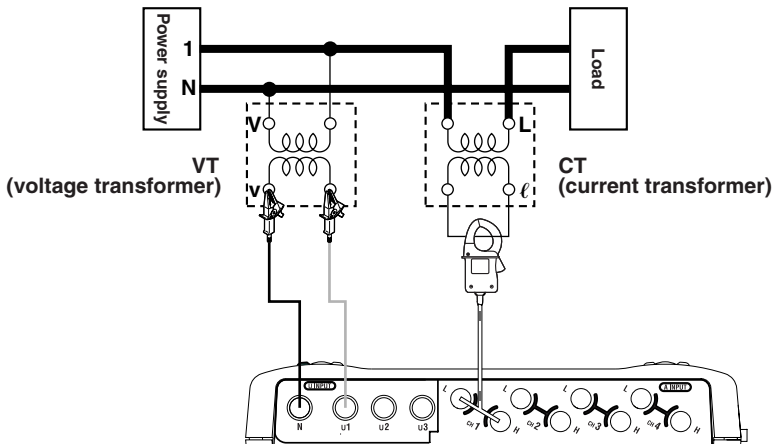 Power supply
1
N
Load
V
L
VT
(voltage transformer)
v
ℓ
CT
(current transformer)
U INPUT
A INPUT
N
U1
U2
U3
L
CH 1
H
L
CH 2
H
L
CH 3
H
L
CH 4
H